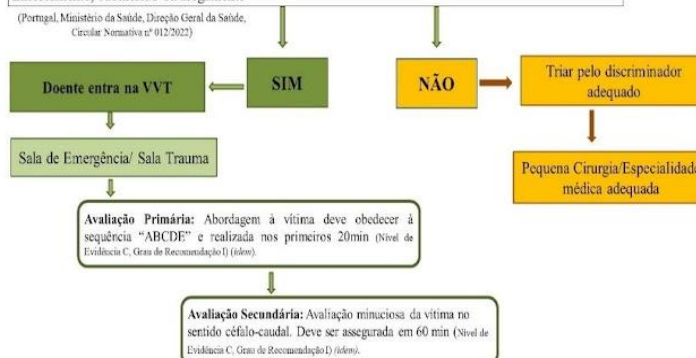 (Portugal, Ministério da Saúde, Direção Geral da Saúde,
Circular Normativa nº 012/2022)
Doente entra na VVT
SIM
NÃO
Triar pelo discriminador
adequado
Sala de Emergência/ Sala Trauma
Pequena Cirurgia/Especialidade
médica adequada
Avaliação Primária: Abordagem à vítima deve obedecer à
sequência “ABCDE” e realizada nos primeiros 20min (Nível de
Evidência C, Grau de Recomendação I) (idem).
Avaliação Secundária: Avaliação minuciosa da vítima no
sentido céfalo-caudal. Deve ser assegurada em 60 min (Nível de
Evidência C, Grau de Recomendação I) (idem).